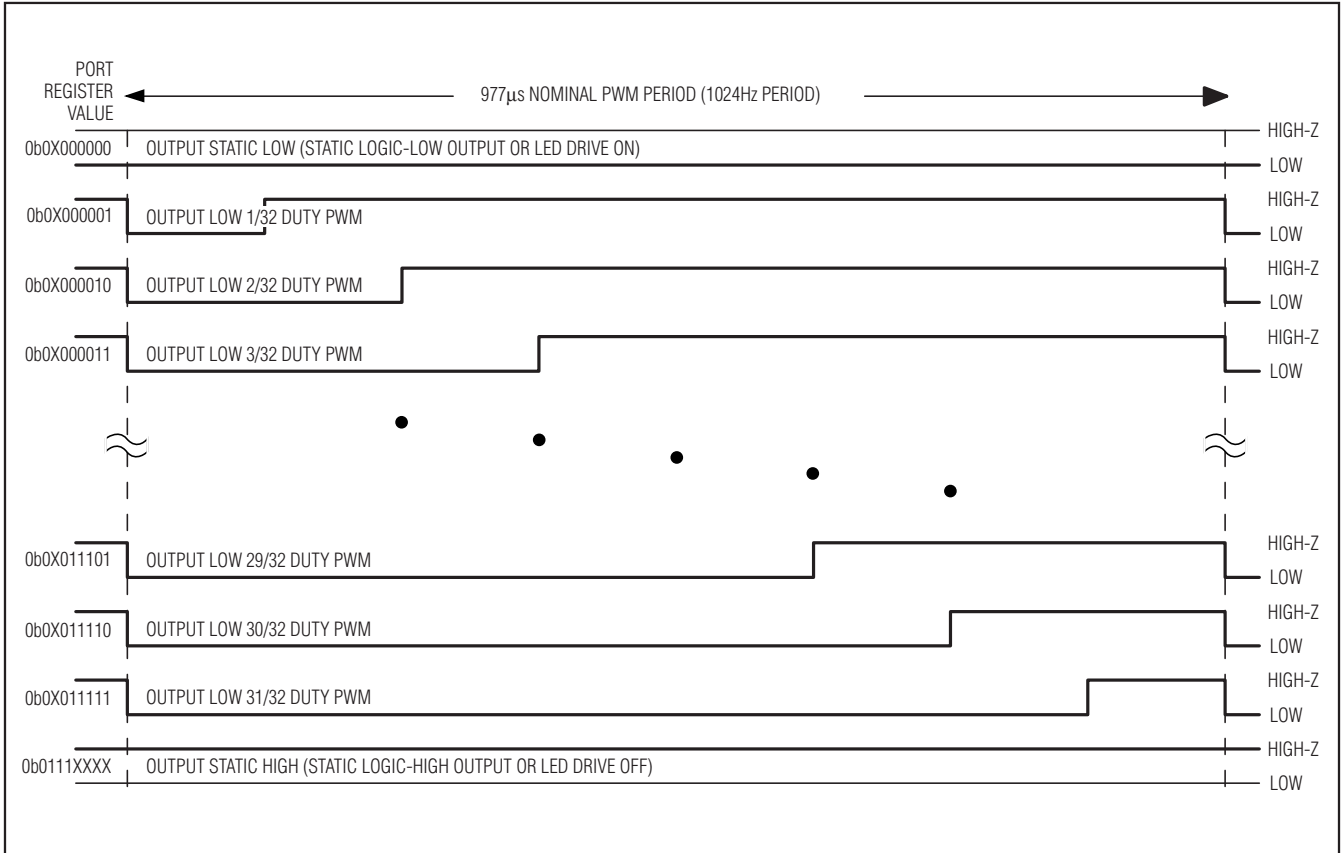 PORT
REGISTER
VALUE
977µs NOMINAL PWM PERIOD (1024Hz PERIOD)
HIGH-Z
0b0X000000 OUTPUT STATIC LOW (STATIC LOGIC-LOW OUTPUT OR LED DRIVE ON)
LOW
HIGH-Z
0b0X000001 OUTPUT LOW 1/32 DUTY PWM
LOW
HIGH-Z
0b0X000010 OUTPUT LOW 2/32 DUTY PWM
LOW
HIGH-Z
0b0X000011 OUTPUT LOW 3/32 DUTY PWM
LOW
HIGH-Z
0b0X011101 OUTPUT LOW 29/32 DUTY PWM
LOW
HIGH-Z
0b0X011110 OUTPUT LOW 30/32 DUTY PWM
LOW
HIGH-Z
0b0X011111 OUTPUT LOW 31/32 DUTY PWM
LOW
HIGH-Z
0b0111XXXX OUTPUT STATIC HIGH (STATIC LOGIC-HIGH OUTPUT OR LED DRIVE OFF)
LOW